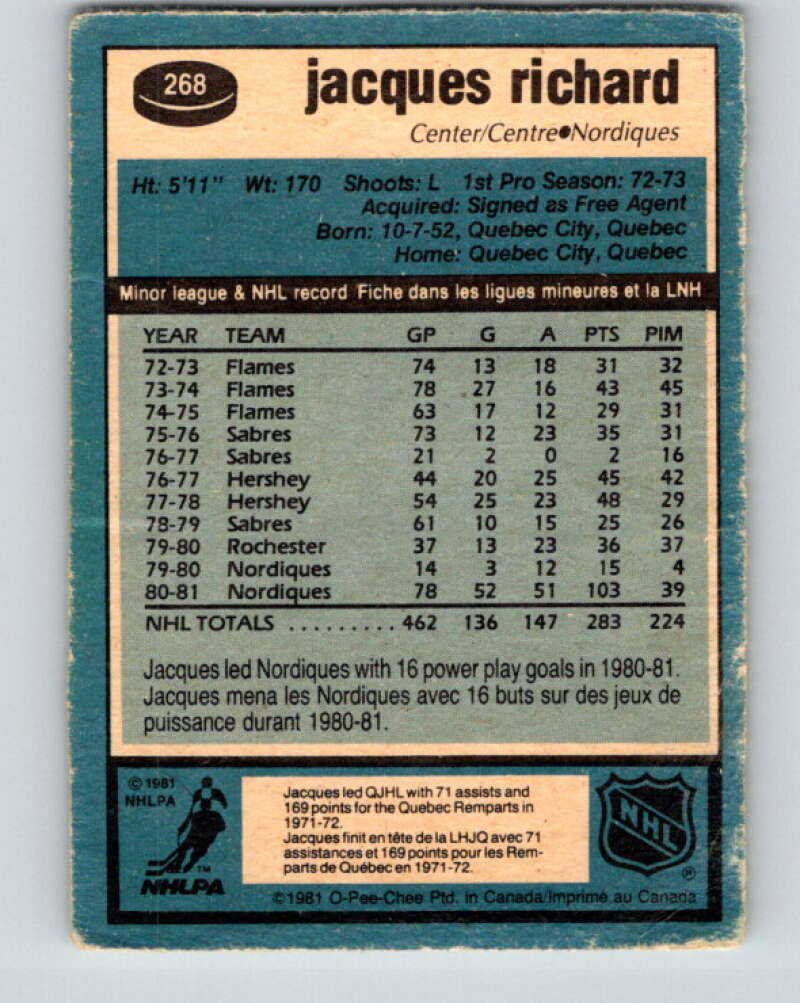 268
jacques richard
Center/Centre●Nordiques
Ht: 5'11" Wt: 170 Shoots: L 1st Pro Season: 72-73
Acquired: Signed as Free Agent
Born: 10-7-52, Quebec City, Quebec
Home: Quebec City, Quebec
Minor league & NHL record Fiche dans les ligues mineures et la LNH
YEAR TEAM GP G A PTS PIM
72-73 Flames 74 13 18 31 32
73-74 Flames 78 27 16 43 45
74-75 Flames 63 17 12 29 31
75-76 Sabres 73 12 23 35 31
76-77 Sabres 21 2 0 2 16
76-77 Hershey 44 20 25 45 42
77-78 Hershey 54 25 23 48 29
78-79 Sabres 61 10 15 25 26
79-80 Rochester 37 13 23 36 37
79-80 Nordiques 14 3 12 15 4
80-81 Nordiques 78 52 51 103 39
NHL TOTALS ......... 462 136 147 283 224
Jacques led Nordiques with 16 power play goals in 1980-81.
Jacques mena les Nordiques avec 16 buts sur des jeux de
puissance durant 1980-81.
©1981
NHLPA
TM
NHLPA
Jacques led QJHL with 71 assists and
169 points for the Quebec Remparts in
1971-72.
Jacques finit en tête de la LHJQ avec 71
assistances et 169 points pour les Rem-
parts de Québec en 1971-72.
NHL
®
©1981 O-Pee-Chee Ptd. in Canada/Imprimé au Canada